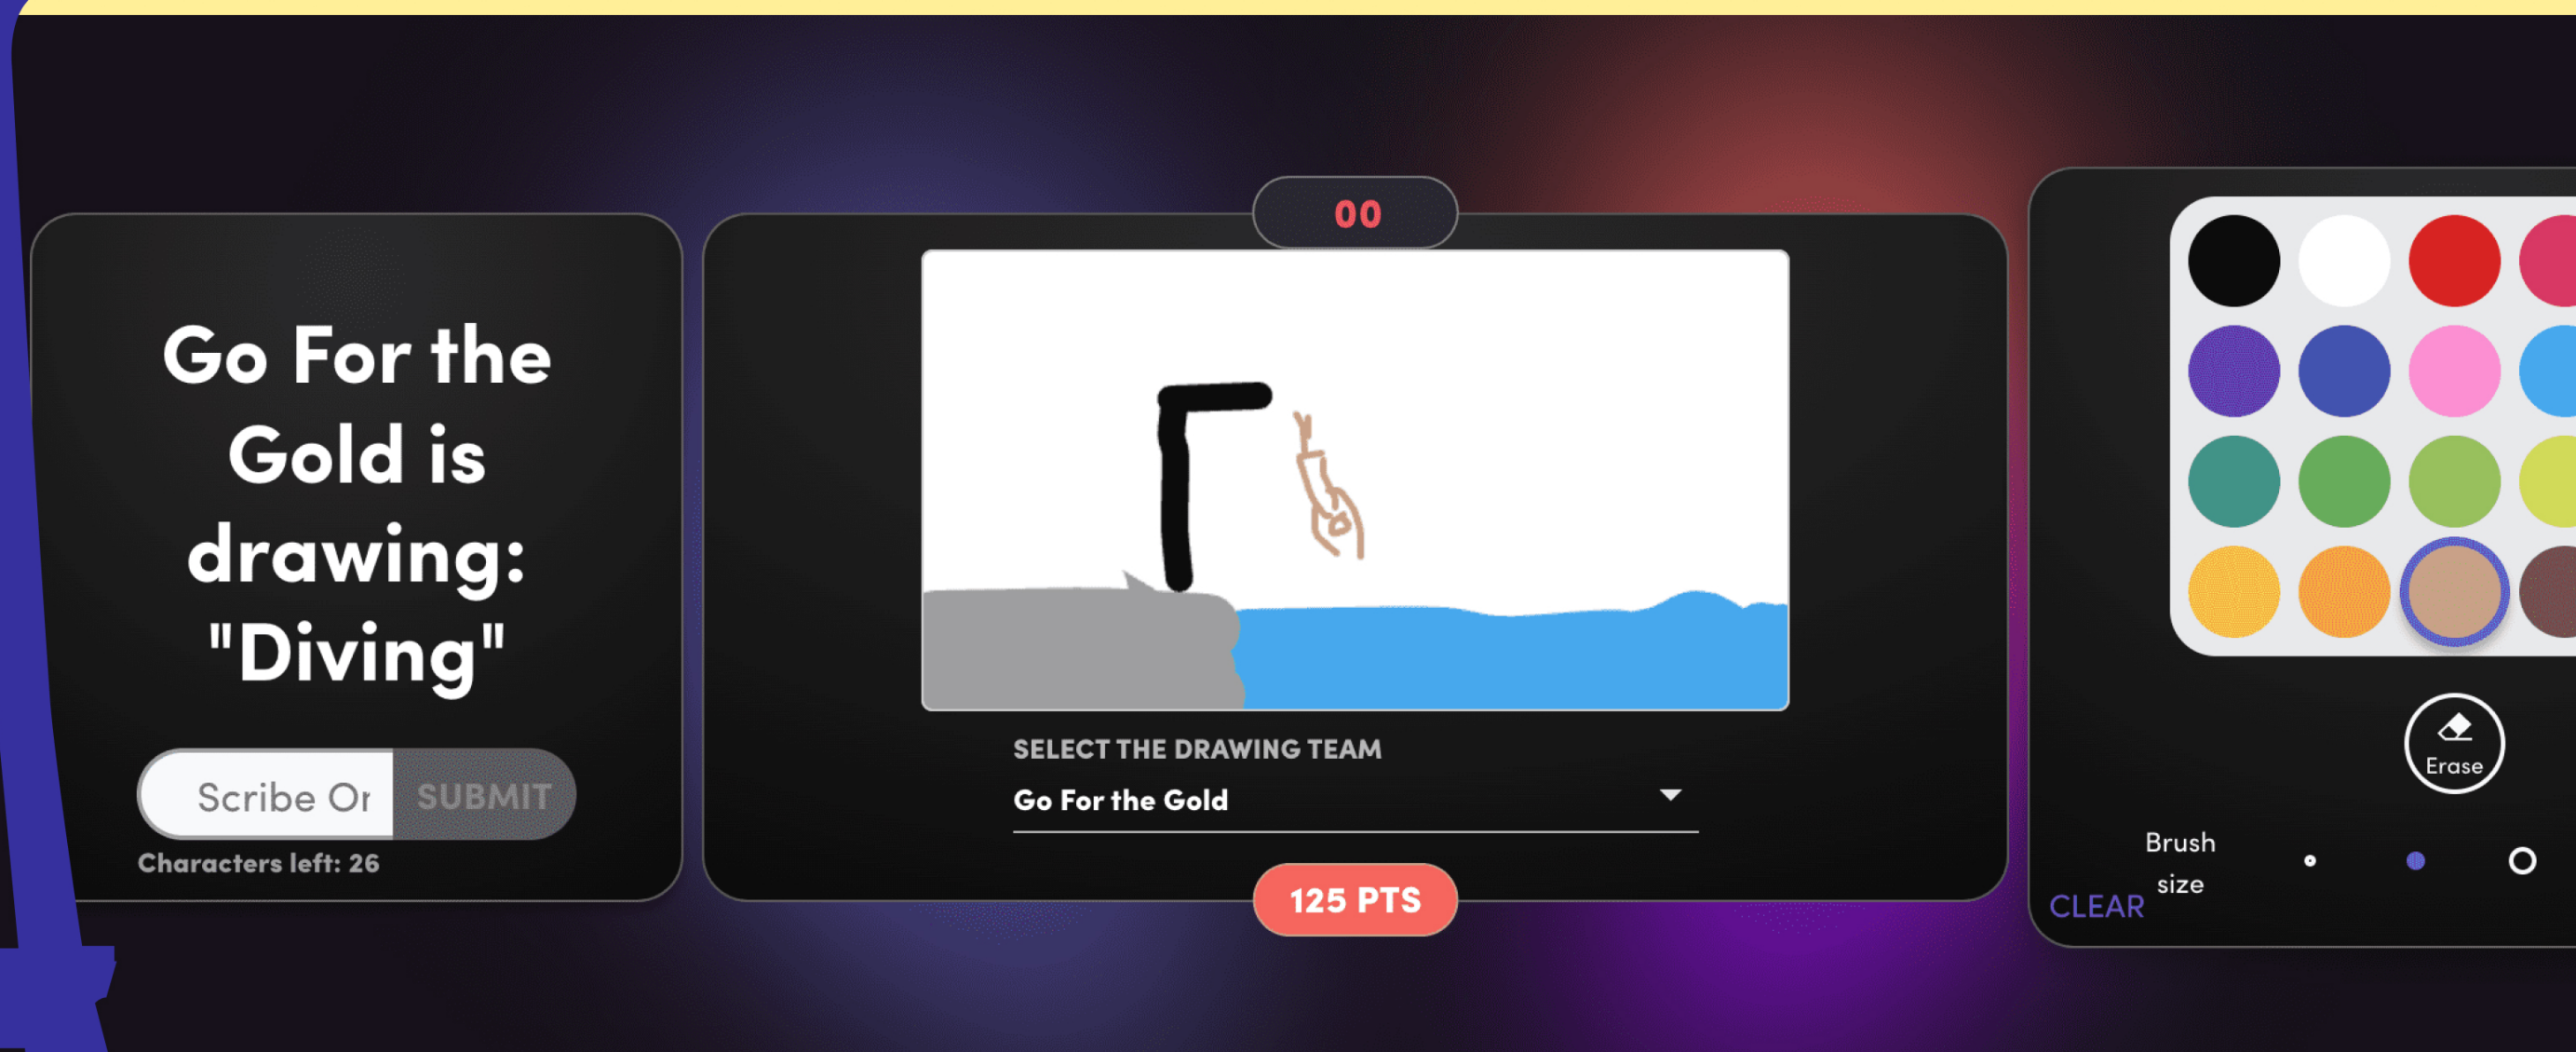 Go For the
Gold is
drawing:
"Diving"
Scribe Or
SUBMIT
Characters left: 26
00
SELECT THE DRAWING TEAM
Go For the Gold
125 PTS
Erase
Brush
size
CLEAR